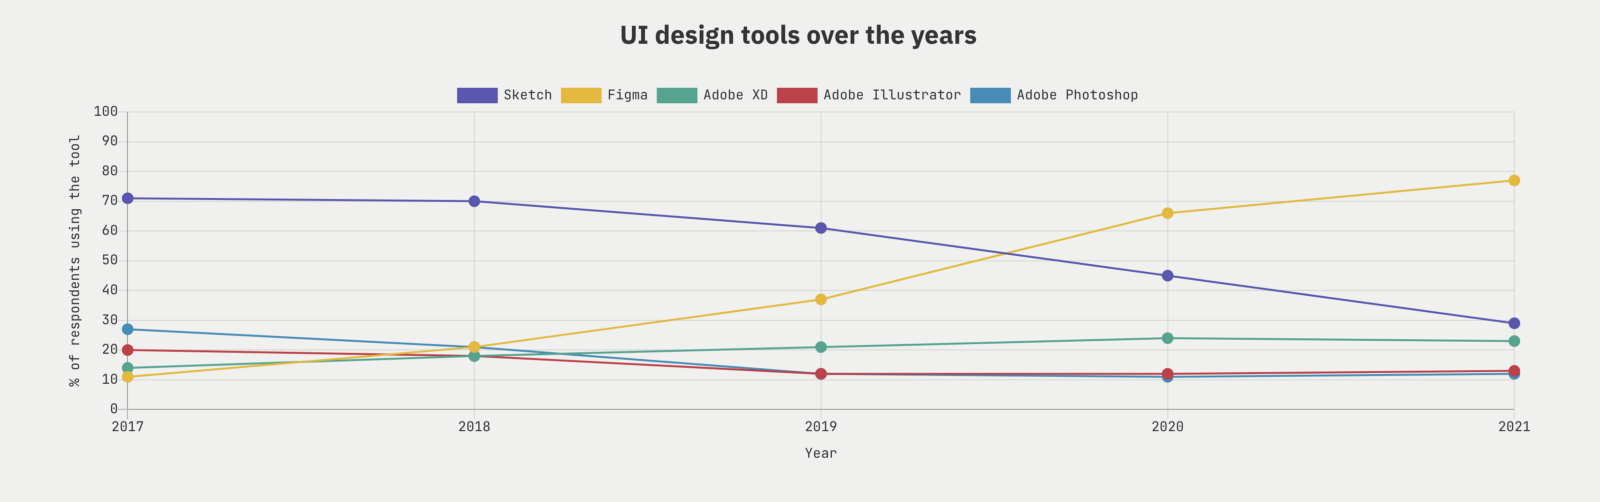 UI design tools over the years
Sketch Figma Adobe XD Adobe Illustrator Adobe Photoshop
% of respondents using the tool
100
90
80
70
60
50
40
30
20
10
0
2017 2018 2019 2020 2021
Year